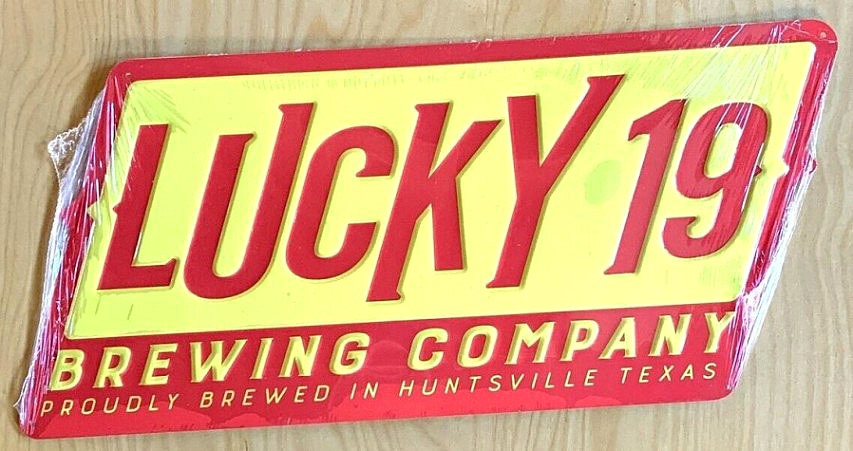 LUCKY 19
BREWING COMPANY
PROUDLY BREWED IN HUNTSVILLE TEXAS